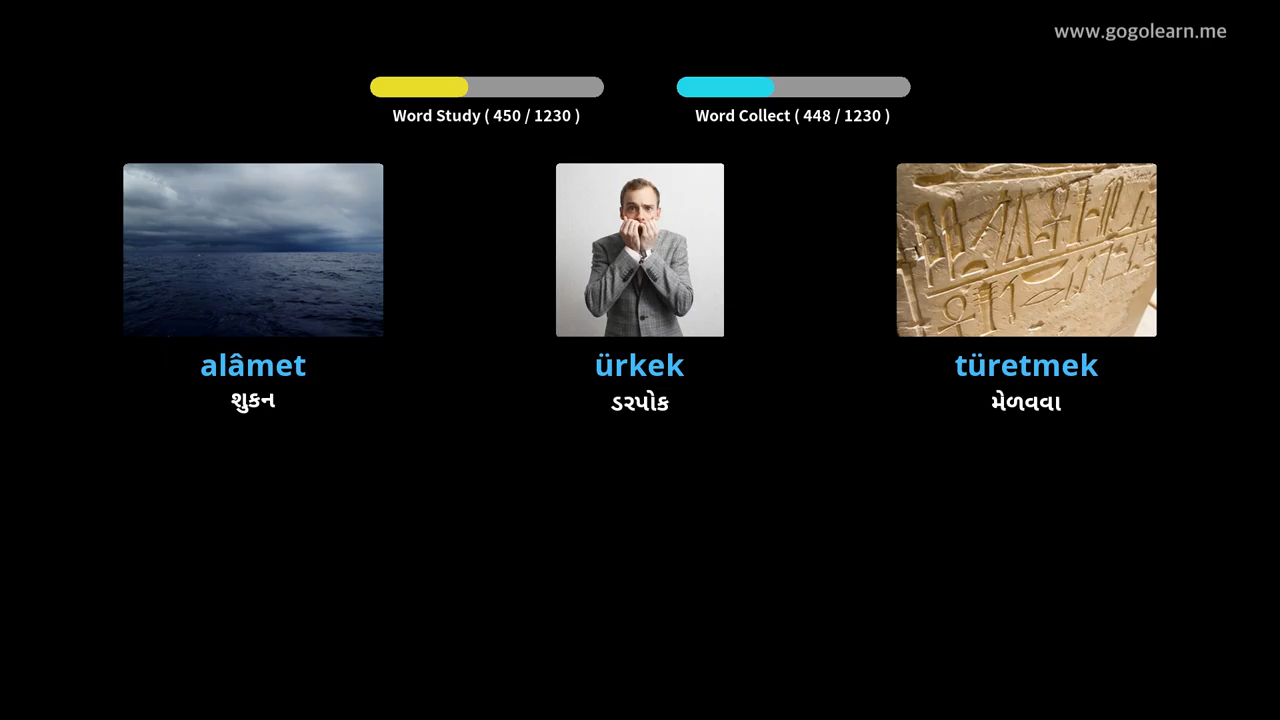 www.gogolearn.me
Word Study ( 450 / 1230 )
Word Collect ( 448 / 1230 )
alâmet
શુકન
ürkek
ડરપોક
türetmek
મેળવવા